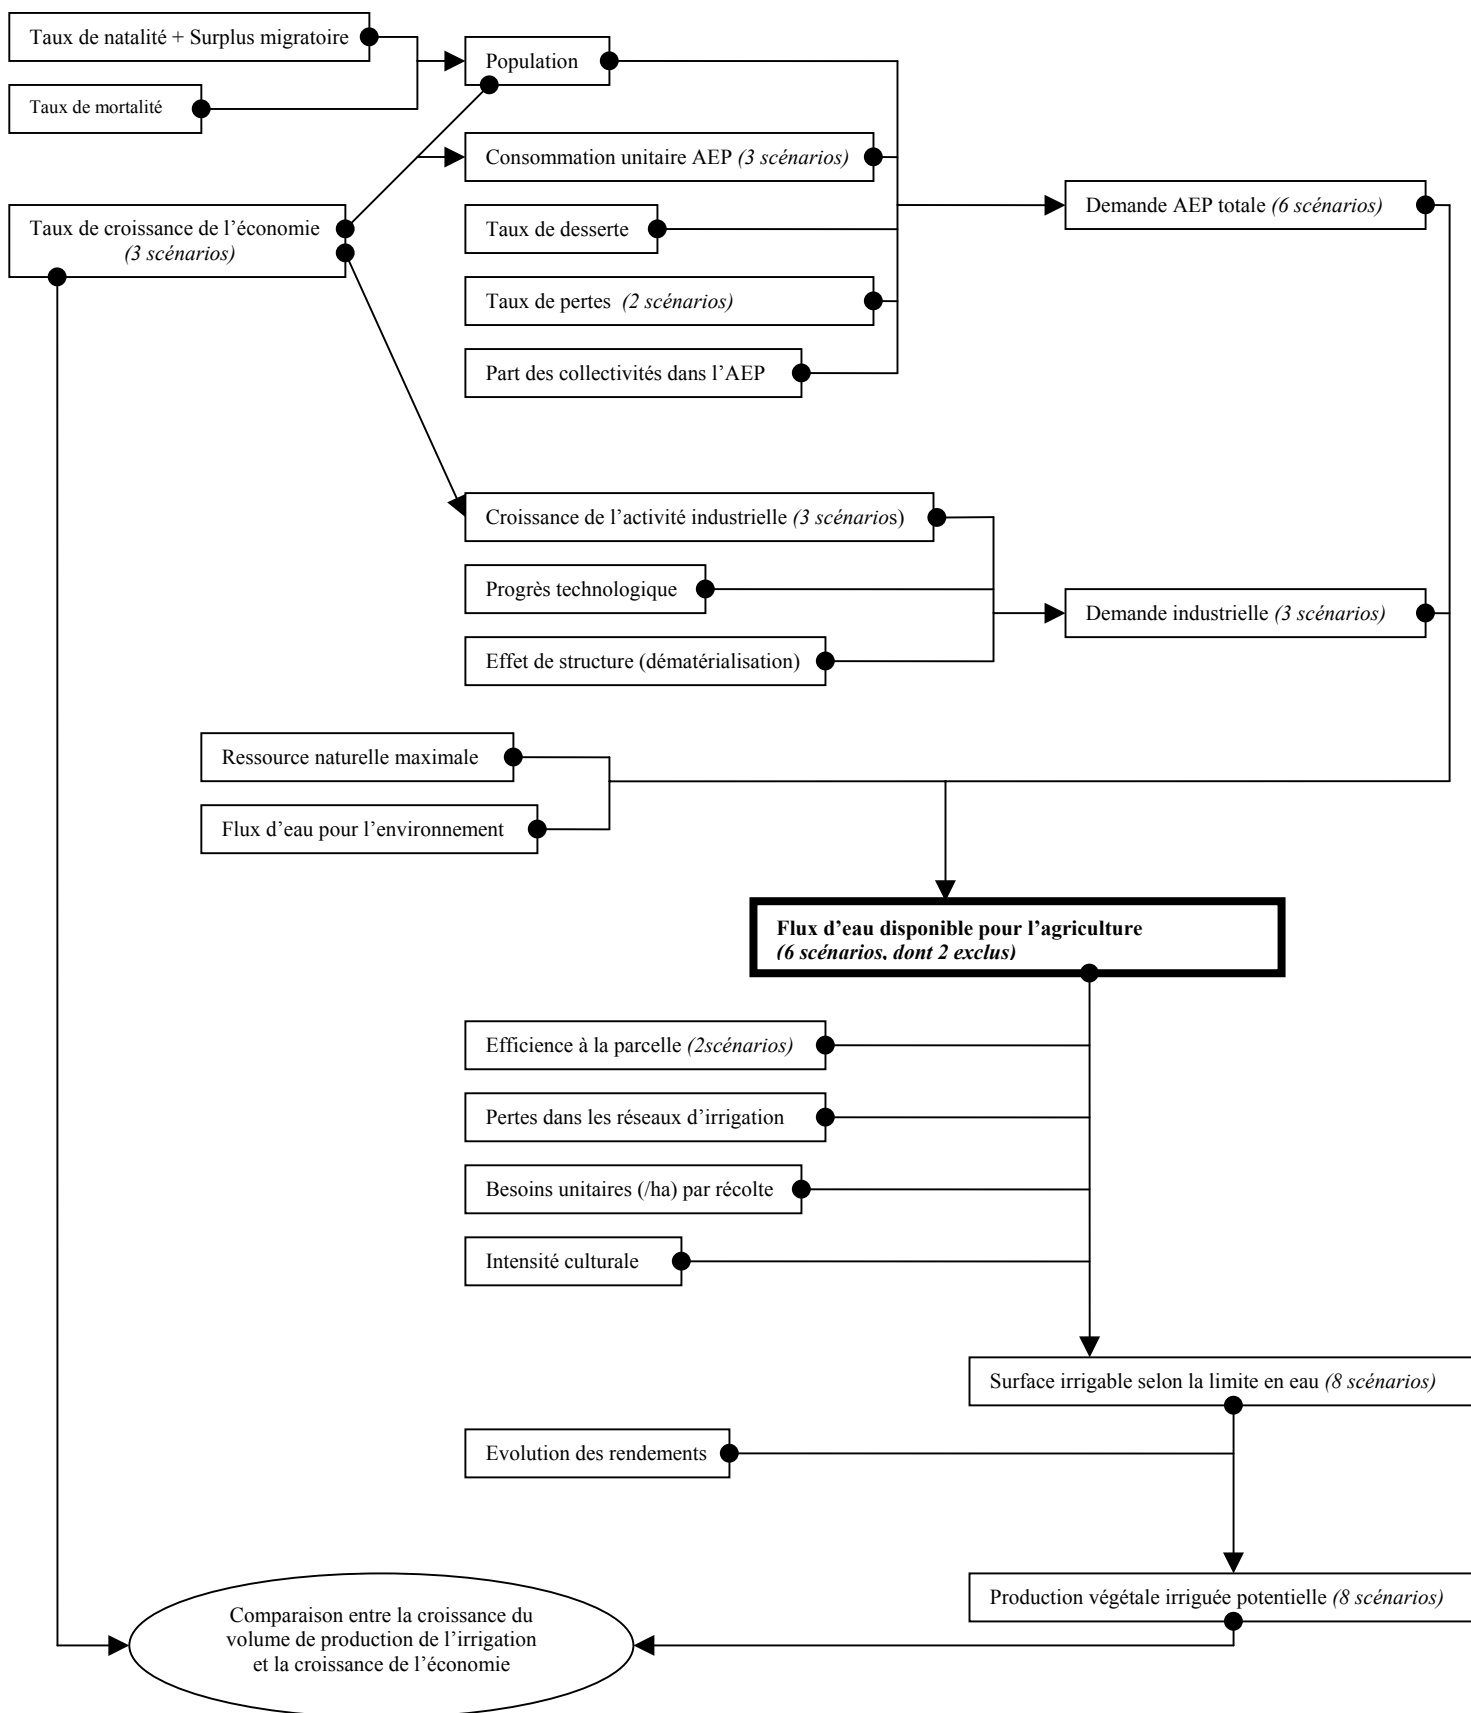 Taux de natalité + Surplus migratoire
Population
Taux de mortalité
Consommation unitaire AEP (3 scénarios)
Taux de croissance de l’économie
(3 scénarios)
Taux de desserte
Demande AEP totale (6 scénarios)
Taux de pertes (2 scénarios)
Part des collectivités dans l’AEP
Croissance de l’activité industrielle (3 scénarios)
Progrès technologique
Demande industrielle (3 scénarios)
Effet de structure (dématérialisation)
Ressource naturelle maximale
Flux d’eau pour l’environnement
Flux d’eau disponible pour l’agriculture
(6 scénarios, dont 2 exclus)
Efficience à la parcelle (2scénarios)
Pertes dans les réseaux d’irrigation
Besoins unitaires (/ha) par récolte
Intensité culturale
Surface irrigable selon la limite en eau (8 scénarios)
Evolution des rendements
Production végétale irriguée potentielle (8 scénarios)
Comparaison entre la croissance du
volume de production de l’irrigation
et la croissance de l’économie